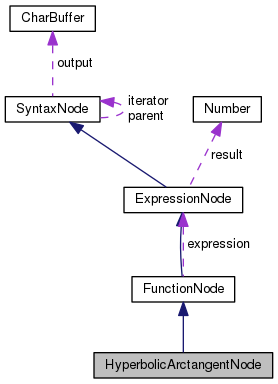 CharBuffer
output
SyntaxNode
iterator
parent
Number
result
ExpressionNode
expression
FunctionNode
HyperbolicArctangentNode